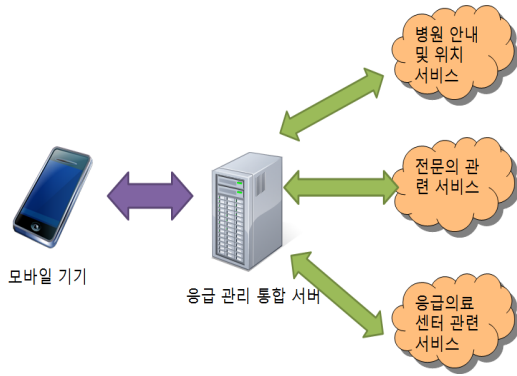 병원 안내
및 위치
서비스
전문의 관
련 서비스
모바일 기기
응급 관리 통합 서버
응급의료
센터 관련
서비스